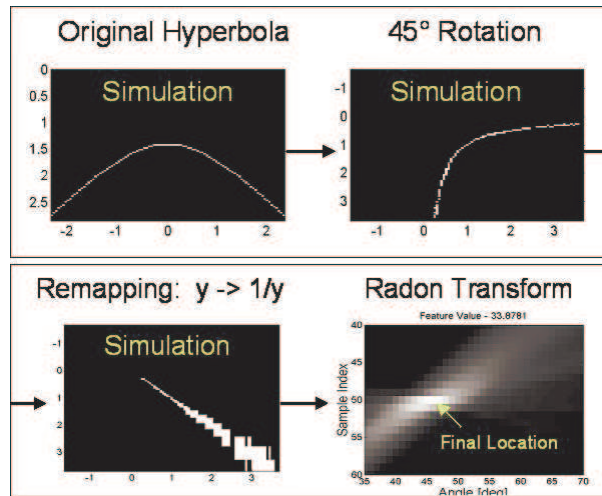 Original Hyperbola
Simulation
0
0.5
1
1.5
2
2.5
-2 -1 0 1 2
45° Rotation
Simulation
-1
0
1
2
3
-1 0 1 2 3
Remapping: y -> 1/y
Simulation
-1
0
1
2
3
-1 0 1 2 3
Radon Transform
Feature Value - 33.8781
Sample Index
40
45
50
55
60
Final Location
35 40 45 50 55 60 65 70
Angle [deg]